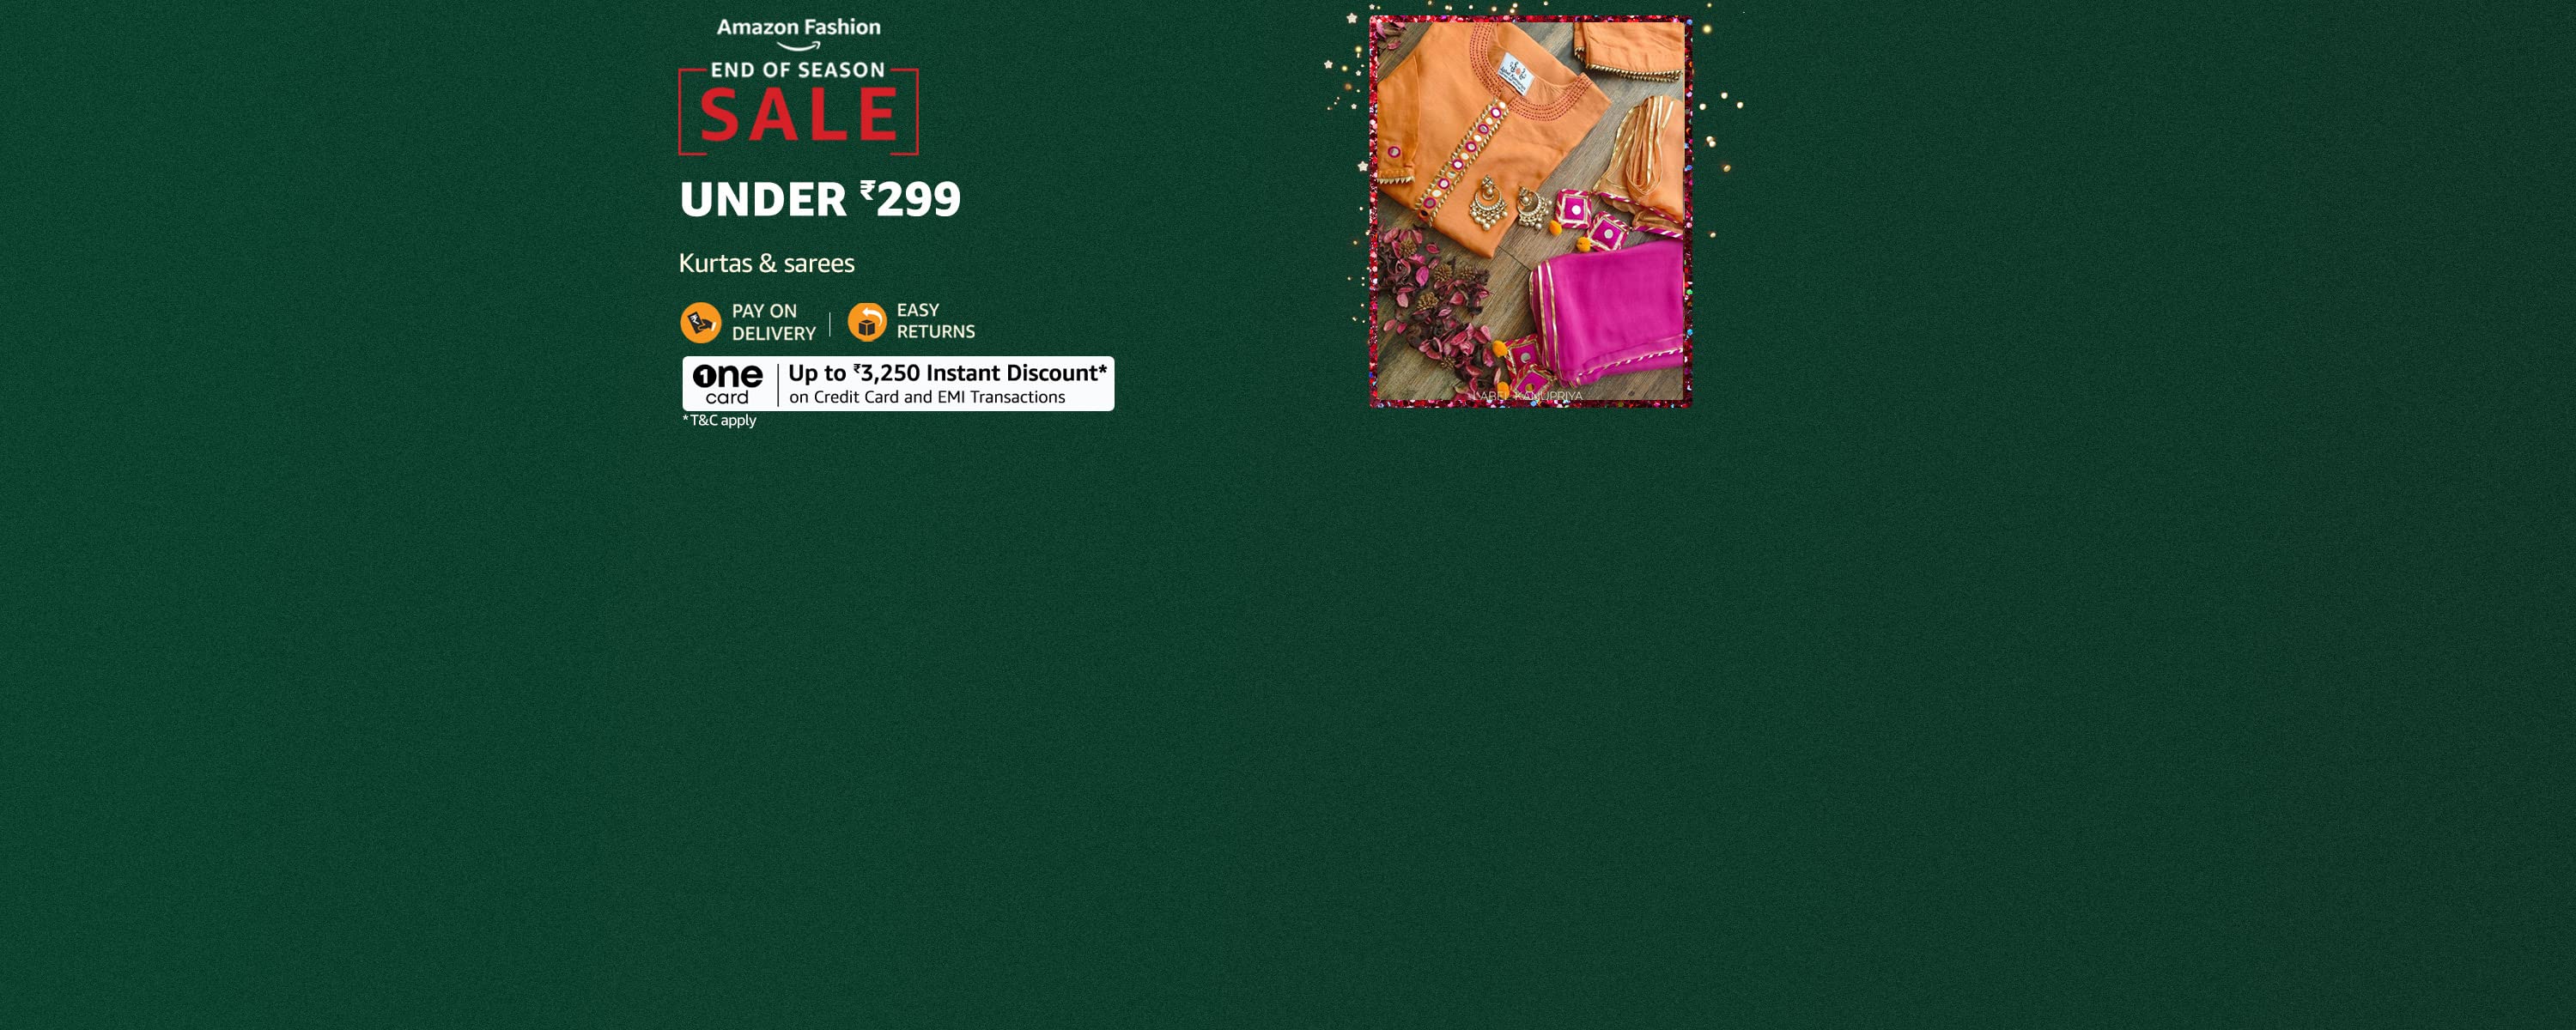 Amazon Fashion
END OF SEASON
SALE
UNDER ₹299
Kurtas & sarees
PAY ON
DELIVERY
EASY
RETURNS
one
card
Up to ₹3,250 Instant Discount*
on Credit Card and EMI Transactions
*T&C apply
LABEL KANUPRIYA